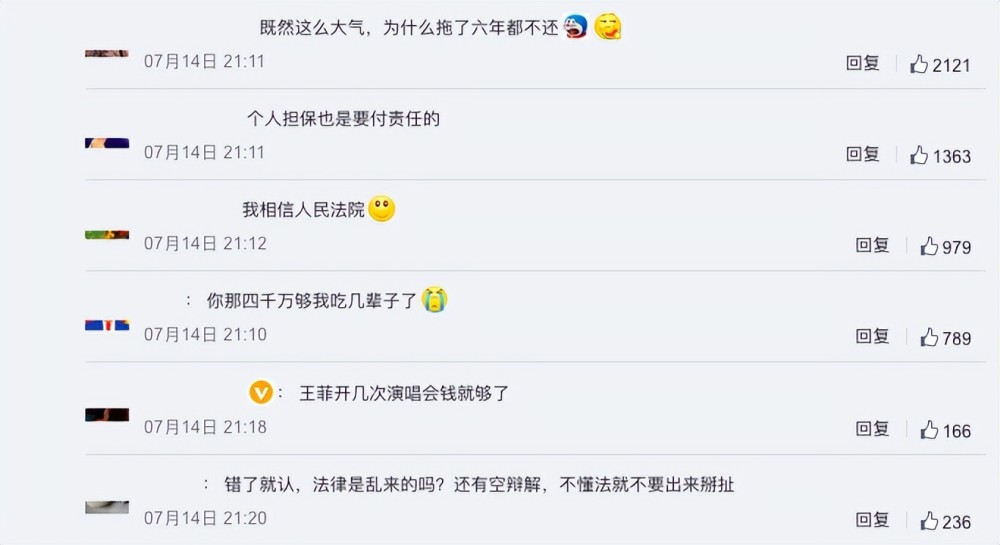 既然这么大气，为什么拖了六年都不还
07月14日 21:11 回复 2121
个人担保也是要付责任的
07月14日 21:11 回复 1363
我相信人民法院
07月14日 21:12 回复 979
：你那四千万够我吃几辈子了
07月14日 21:10 回复 789
：王菲开几次演唱会钱就够了
07月14日 21:18 回复 166
：错了就认，法律是乱来的吗？还有空辩解，不懂法就不要出来掰扯
07月14日 21:20 回复 236